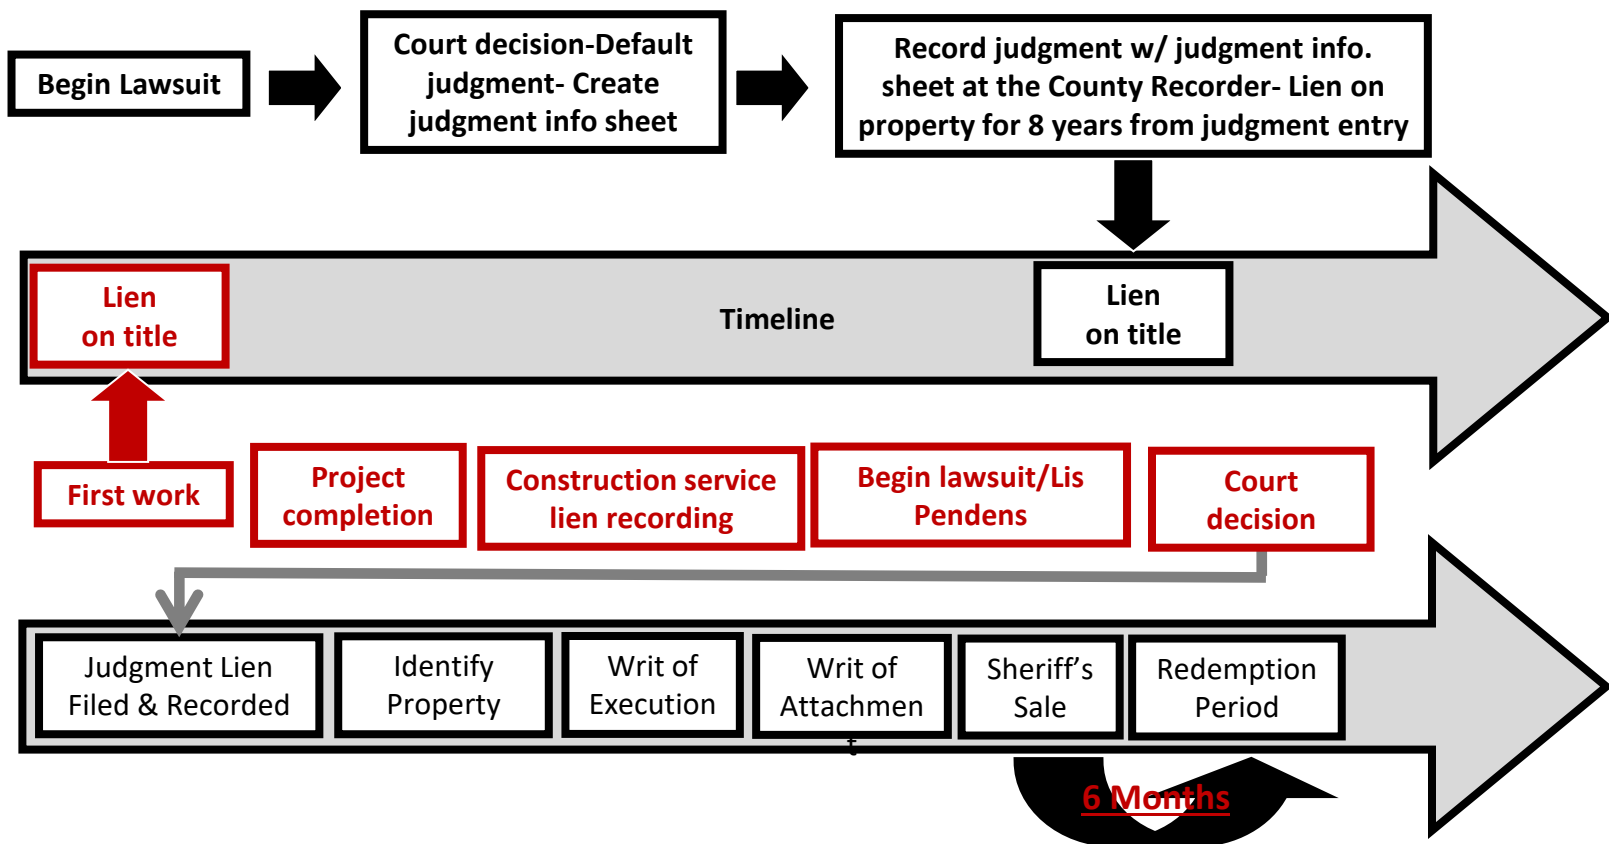 Begin Lawsuit
Court decision-Default
judgment- Create
judgment info sheet
Record judgment w/ judgment info.
sheet at the County Recorder- Lien on
property for 8 years from judgment entry
Lien
on title
Timeline
Lien
on title
First work
Project
completion
Construction service
lien recording
Begin lawsuit/Lis
Pendens
Court
decision
Judgment Lien
Filed & Recorded
Identify
Property
Writ of
Execution
Writ of
Attachmen
t
Sheriff’s
Sale
Redemption
Period
6 Months